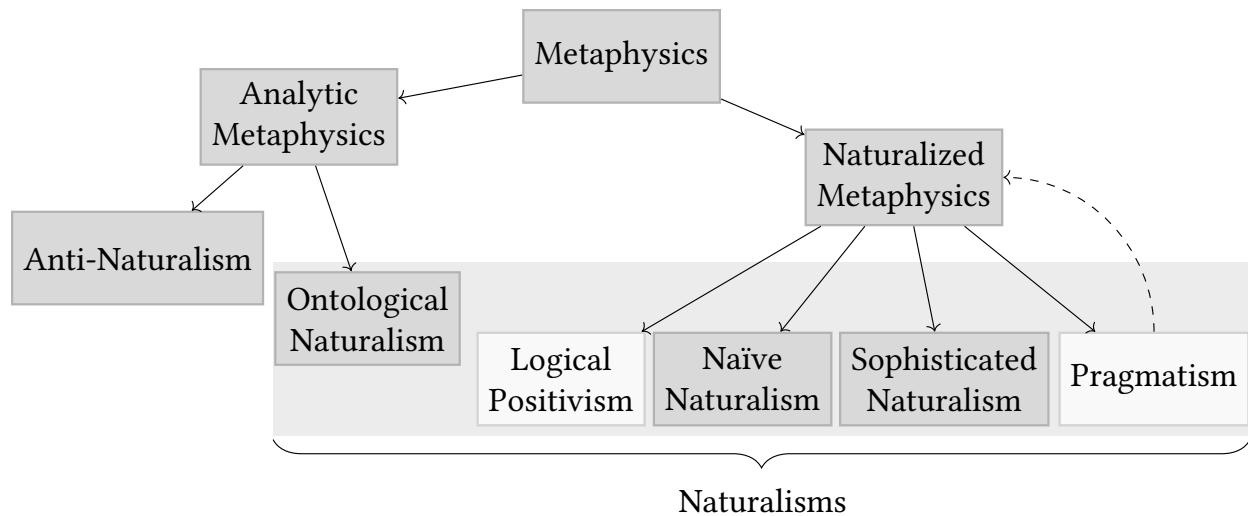 Metaphysics
Analytic
Metaphysics
Naturalized
Metaphysics
Anti-Naturalism
Ontological
Naturalism
Logical
Positivism
Naïve
Naturalism
Sophisticated
Naturalism
Pragmatism
Naturalisms